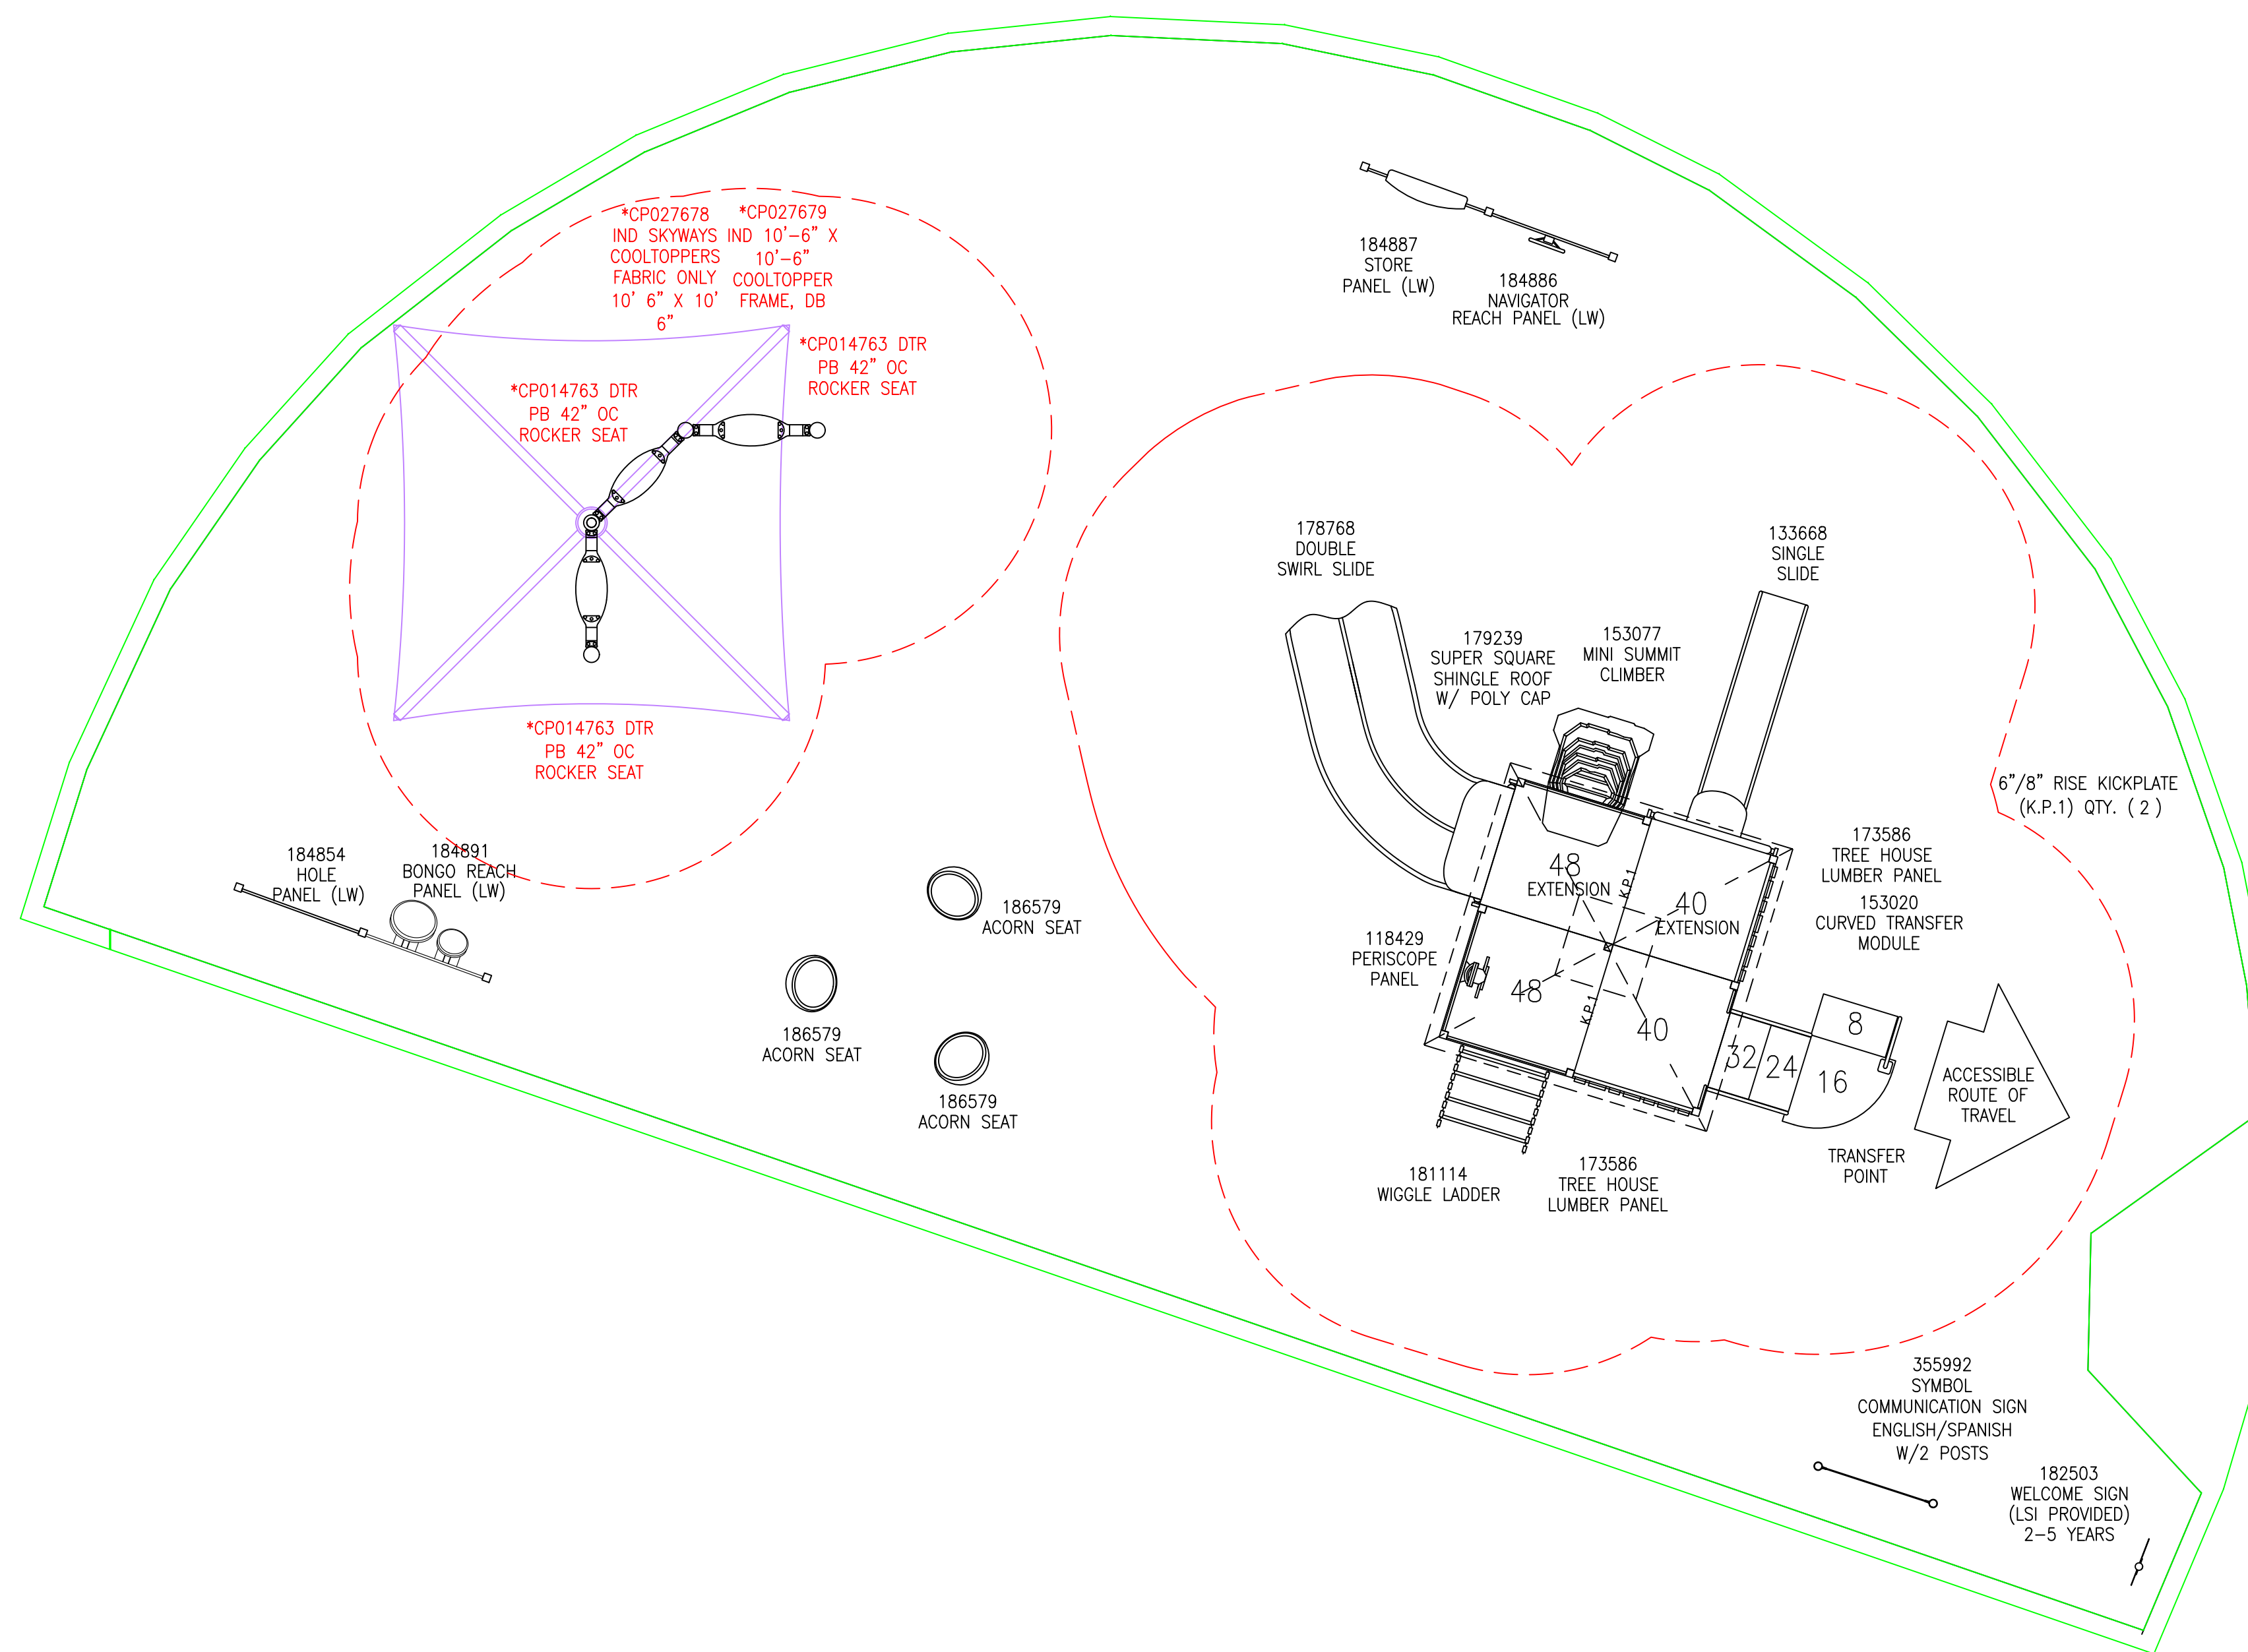 *CP027678
IND SKYWAYS
COOLTOPPERS
FABRIC ONLY
10' 6" X 10'
6"
*CP027679
IND 10'-6" X
10'-6"
COOLTOPPER
FRAME, DB
*CP014763 DTR
PB 42" OC
ROCKER SEAT
*CP014763 DTR
PB 42" OC
ROCKER SEAT
*CP014763 DTR
PB 42" OC
ROCKER SEAT
184887
STORE
PANEL (LW)
184886
NAVIGATOR
REACH PANEL (LW)
178768
DOUBLE
SWIRL SLIDE
133668
SINGLE
SLIDE
179239
SUPER SQUARE
SHINGLE ROOF
W/ POLY CAP
153077
MINI SUMMIT
CLIMBER
6"/8" RISE KICKPLATE
(K.P.1) QTY. ( 2 )
173586
TREE HOUSE
LUMBER PANEL
153020
CURVED TRANSFER
MODULE
184854
HOLE
PANEL (LW)
184891
BONGO REACH
PANEL (LW)
186579
ACORN SEAT
186579
ACORN SEAT
186579
ACORN SEAT
118429
PERISCOPE
PANEL
48
EXTENSION
K.P.1
40
EXTENSION
48
K.P.1
40
32
24
16
8
ACCESSIBLE
ROUTE OF
TRAVEL
TRANSFER
POINT
181114
WIGGLE LADDER
173586
TREE HOUSE
LUMBER PANEL
355992
SYMBOL
COMMUNICATION SIGN
ENGLISH/SPANISH
W/2 POSTS
182503
WELCOME SIGN
(LSI PROVIDED)
2-5 YEARS